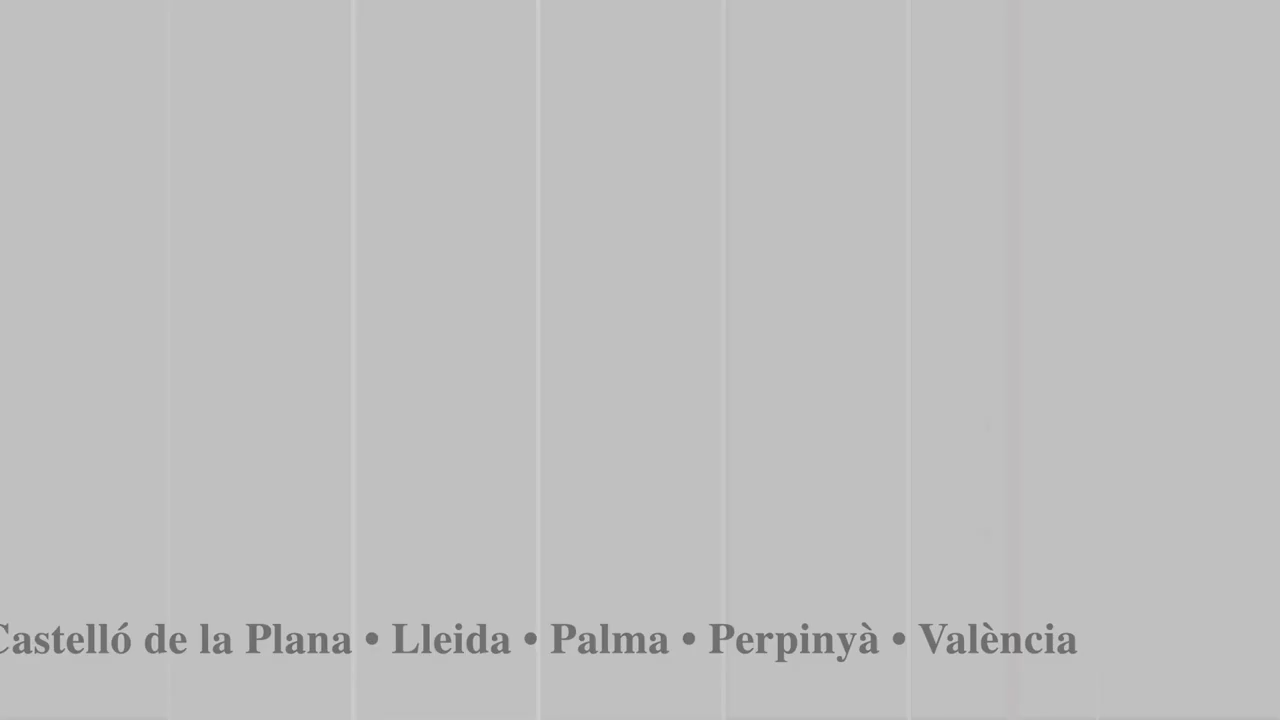 Castelló de la Plana • Lleida • Palma • Perpinyà • València